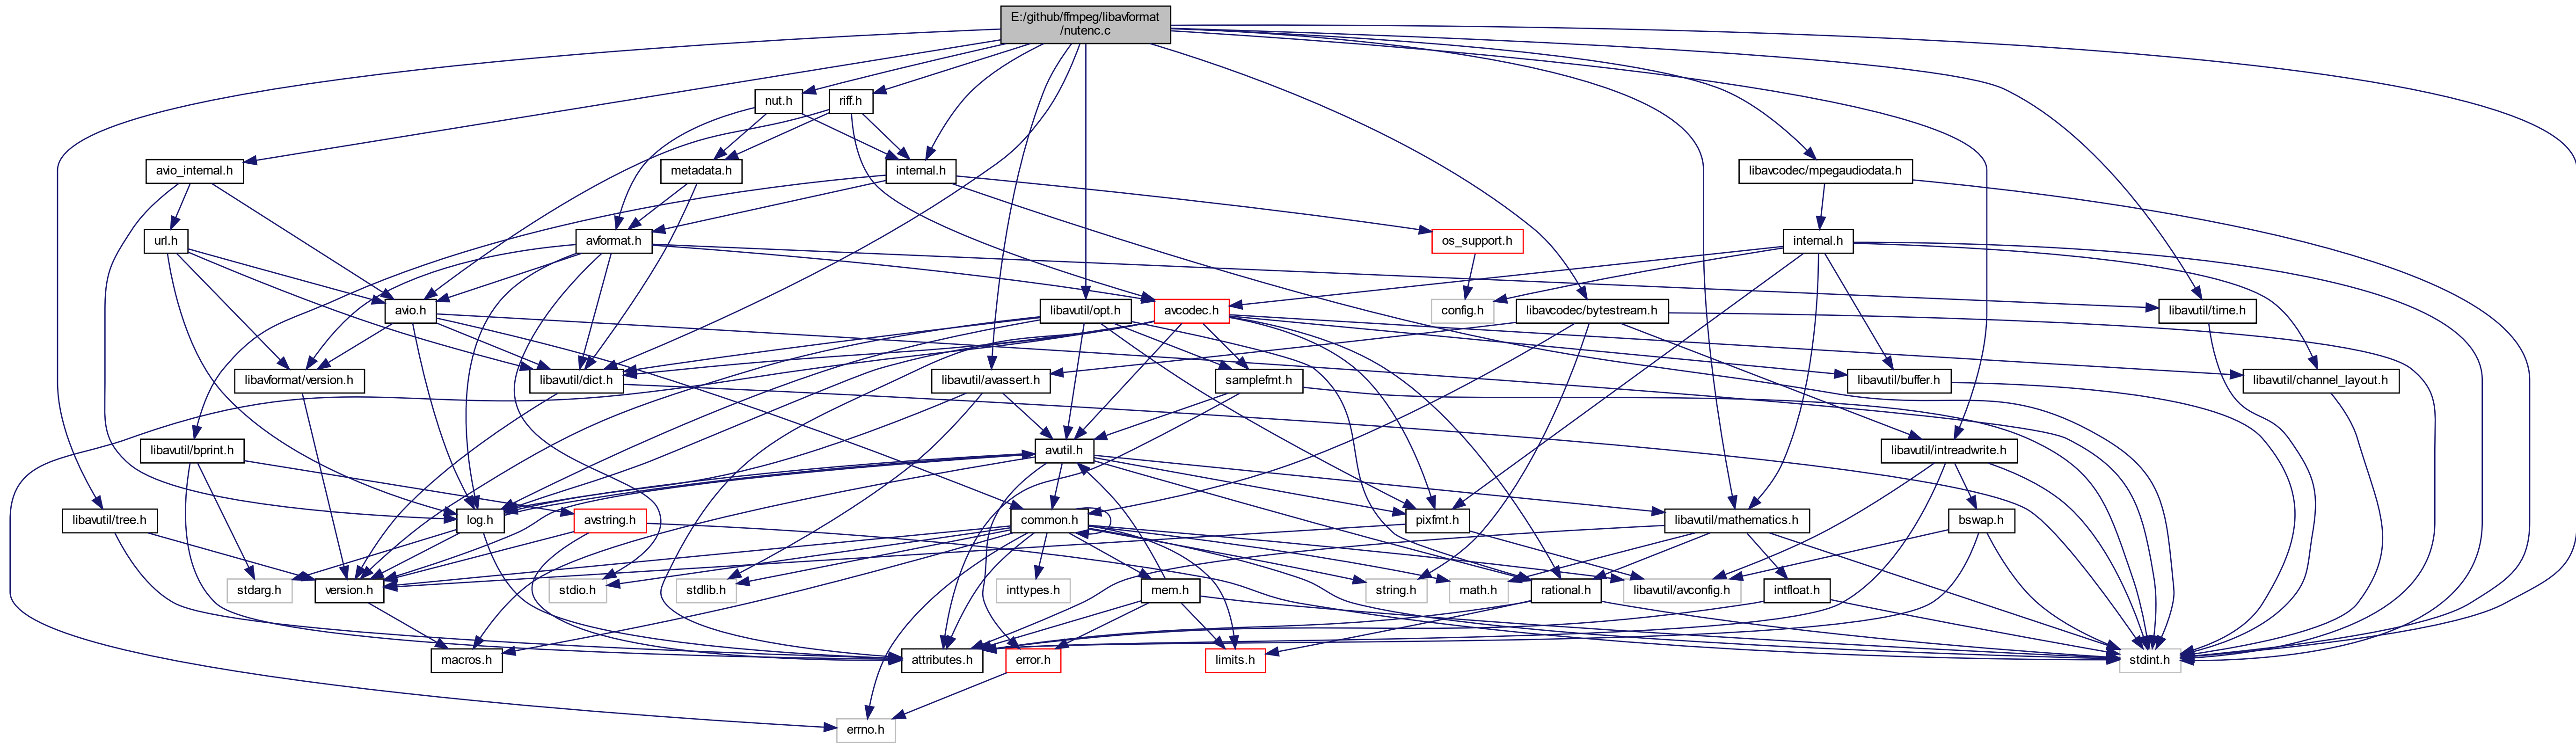 E:/github/ffmpeg/libavformat
/nutenc.c
nut.h
riff.h
avio_internal.h
metadata.h
internal.h
libavcodec/mpegaudiodata.h
url.h
avformat.h
os_support.h
internal.h
avio.h
libavutil/opt.h
avcodec.h
config.h
libavcodec/bytestream.h
libavutil/time.h
libavformat/version.h
libavutil/dict.h
libavutil/avassert.h
samplefmt.h
libavutil/buffer.h
libavutil/channel_layout.h
libavutil/bprint.h
avutil.h
libavutil/intreadwrite.h
libavutil/tree.h
log.h
avstring.h
common.h
pixfmt.h
libavutil/mathematics.h
bswap.h
stdarg.h
version.h
stdio.h
stdlib.h
inttypes.h
mem.h
string.h
math.h
rational.h
libavutil/avconfig.h
intfloat.h
macros.h
attributes.h
error.h
limits.h
stdint.h
errno.h